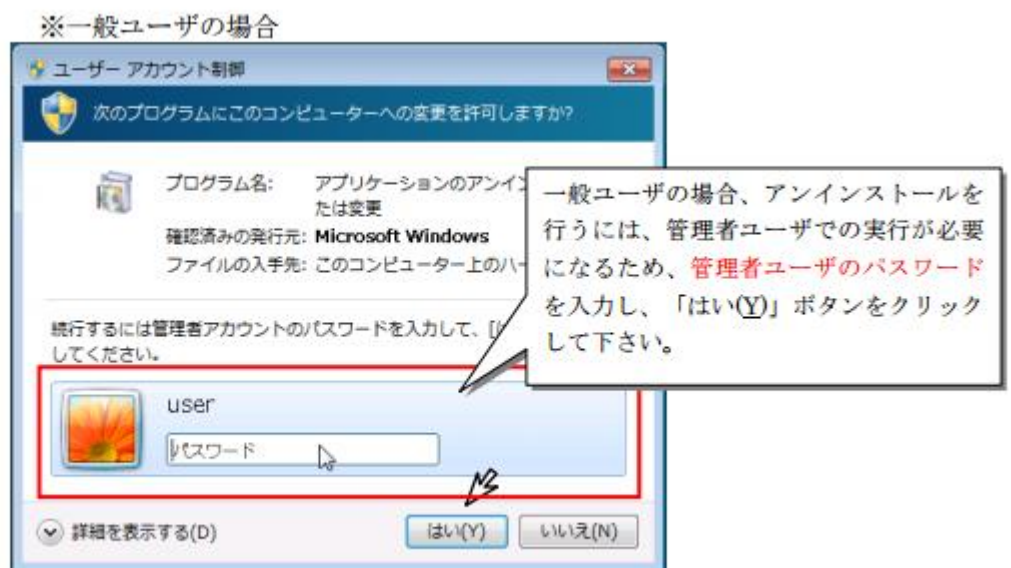 ※一般ユーザの場合
ユーザー アカウント制御
次のプログラムにこのコンピューターへの変更を許可しますか?
プログラム名: アプリケーションのアンイン
たは変更
確認済みの発行元: Microsoft Windows
ファイルの入手先: このコンピューター上のハー
一般ユーザの場合、アンインストールを
行うには、管理者ユーザでの実行が必要
になるため、管理者ユーザのパスワード
を入力し、「はい(Y)」ボタンをクリック
して下さい。
続行するには管理者アカウントのパスワードを入力して、[は
してください。
user
パスワード
詳細を表示する(D)
はい(Y)
いいえ(N)